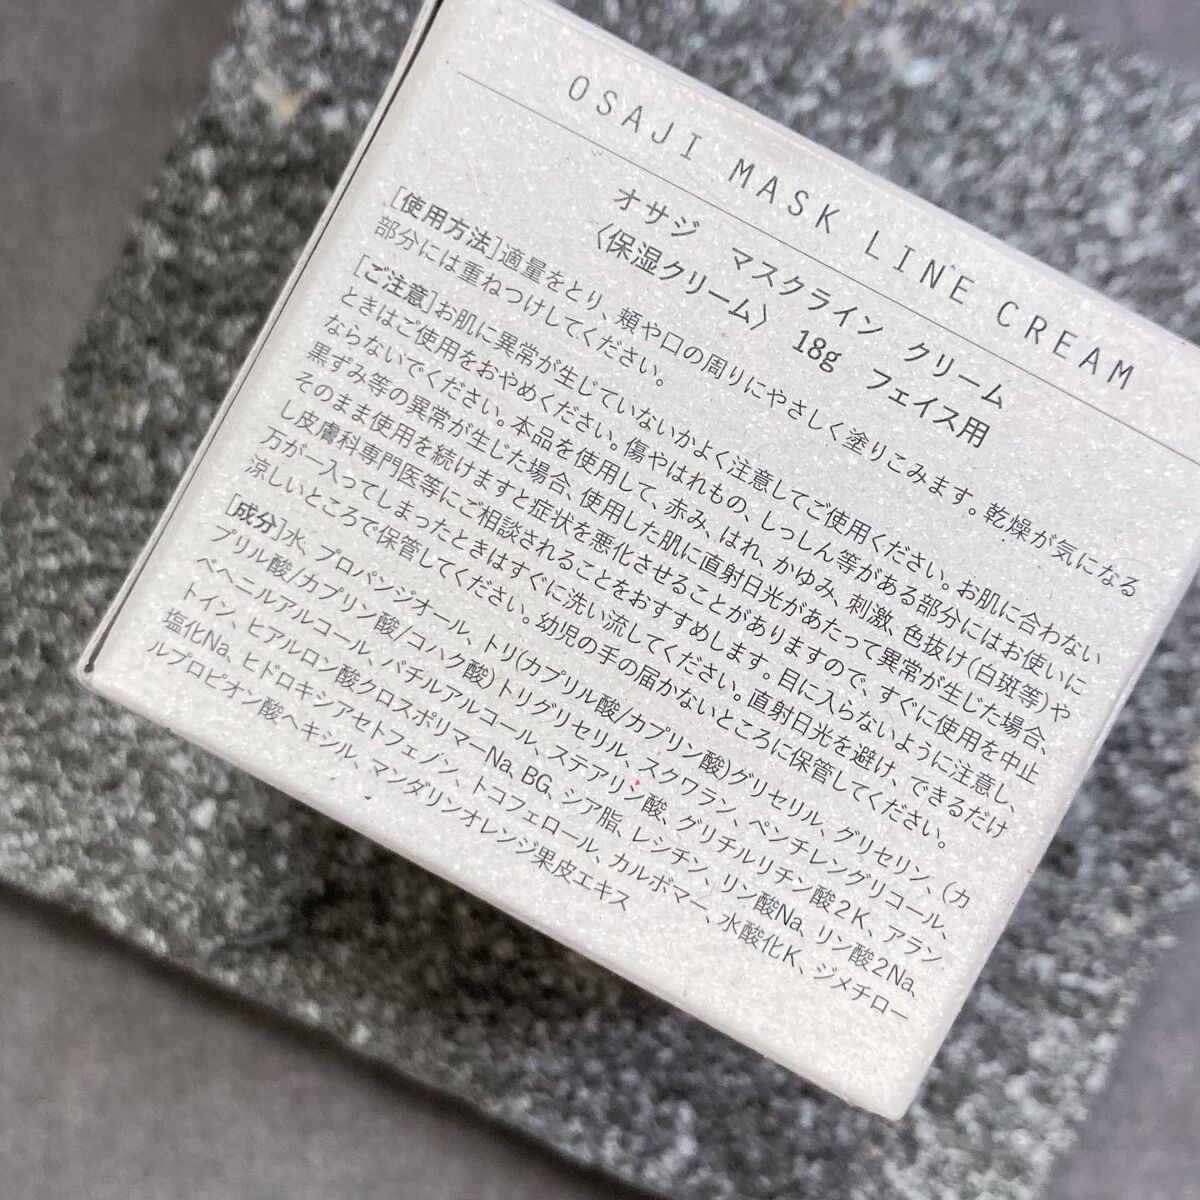 OSAJI MASK LINE CREAM
オサジ マスクライン クリーム
〈保湿クリーム〉 18g フェイス用
[使用方法]適量をとり、頬や口の周りにやさしく塗りこみます。乾燥が気になる
部分には重ねつけしてください。
[ご注意]お肌に異常が生じていないかよく注意してご使用ください。お肌に合わない
ときはご使用をおやめください。傷やはれもの、しっしん等がある部分にはお使いに
ならないでください。本品を使用して、赤み、はれ、かゆみ、刺激、色抜け(白斑等)や
黒ずみ等の異常が生じた場合、使用した肌に直射日光があたって異常が生じた場合、
そのまま使用を続けますと症状を悪化させることがありますので、すぐに使用を中止
し皮膚科専門医等にご相談されることをおすすめします。目に入らないように注意し、
万が一入ってしまったときはすぐに洗い流してください。直射日光を避け、できるだけ
涼しいところで保管してください。幼児の手の届かないところに保管してください。
[成分]水、プロパンジオール、トリ(カプリル酸/カプリン酸)グリセリル、グリセリン、(カ
プリル酸/カプリン酸/コハク酸)トリグリセリル、スクワラン、ペンチレングリコール、
ベヘニルアルコール、バチルアルコール、ステアリン酸、グリチルリチン酸2K、アラン
トイン、ヒアルロン酸クロスポリマーNa、BG、シア脂、レシチン、リン酸Na、リン酸2Na、
塩化Na、ヒドロキシアセトフェノン、トコフェロール、カルボマー、水酸化K、ジメチロー
ルプロピオン酸ヘキシル、マンダリンオレンジ果皮エキス